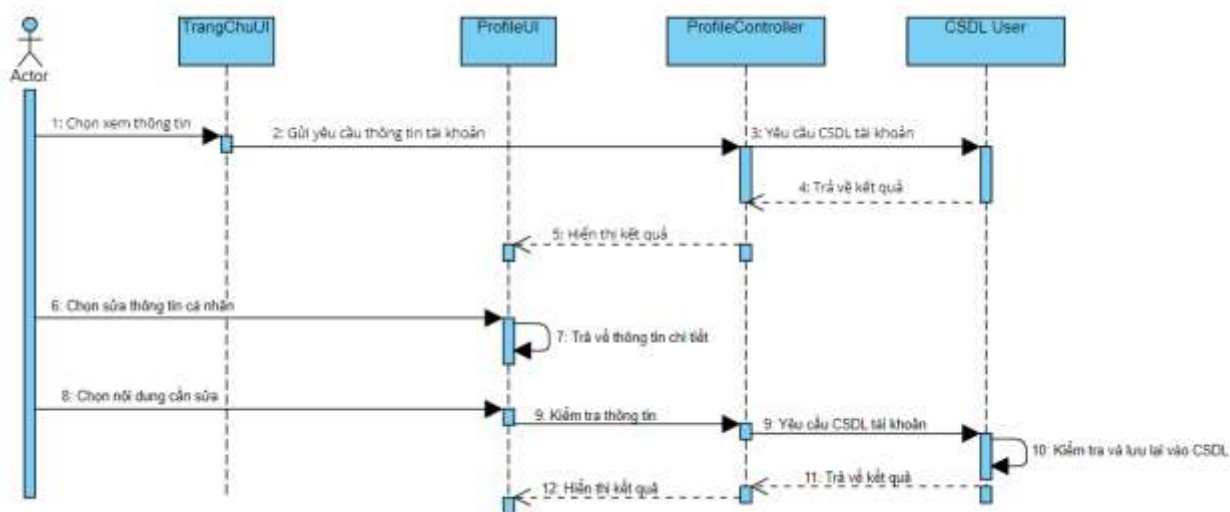 TrangChuUI
ProfileUI
ProfileController
CSDL User
Actor
1: Chọn xem thông tin
2: Gửi yêu cầu thông tin tài khoản
3: Yêu cầu CSDL tài khoản
4: Trả về kết quả
5: Hiển thị kết quả
6: Chọn sửa thông tin cá nhân
7: Trả về thông tin chi tiết
8: Chọn nội dung cần sửa
9: Kiểm tra thông tin
9: Yêu cầu CSDL tài khoản
10: Kiểm tra và lưu lại vào CSDL
11: Trả về kết quả
12: Hiển thị kết quả